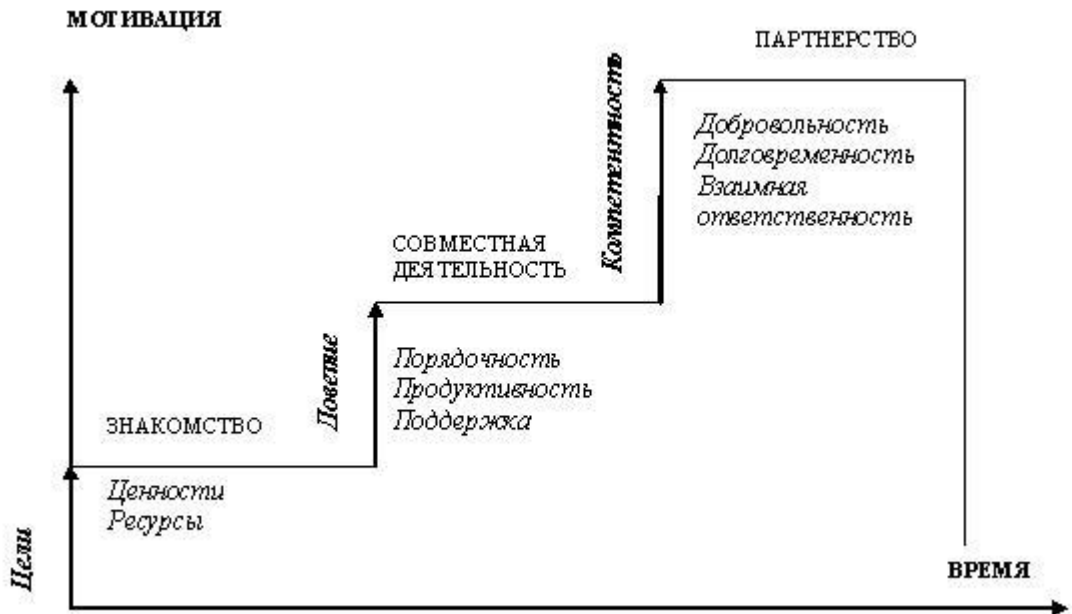 МОТИВАЦИЯ
ПАРТНЕРСТВО
Компетентность
Добровольность
Долговременность
Взаимная
ответственность
СОВМЕСТНАЯ
ДЕЯТЕЛЬНОСТЬ
Доверие
Порядочность
Продуктивность
Поддержка
ЗНАКОМСТВО
Ценности
Ресурсы
Цели
ВРЕМЯ